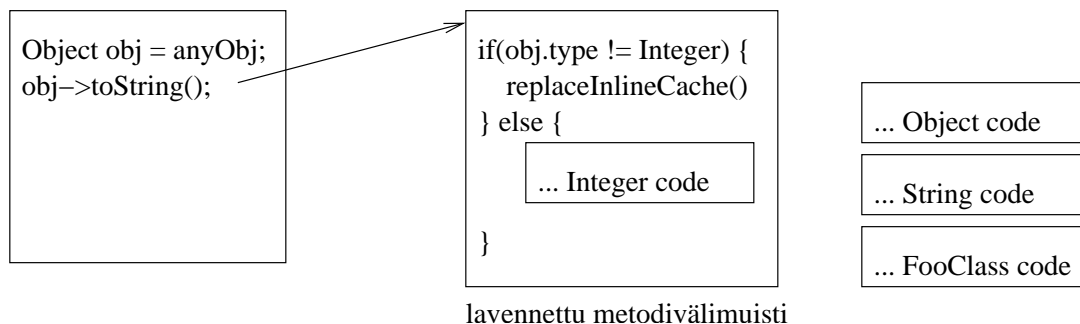 Object obj = anyObj;
obj−>toString();
if(obj.type != Integer) {
replaceInlineCache()
} else {
... Integer code
}
lavennettu metodivälimuisti
... Object code
... String code
... FooClass code